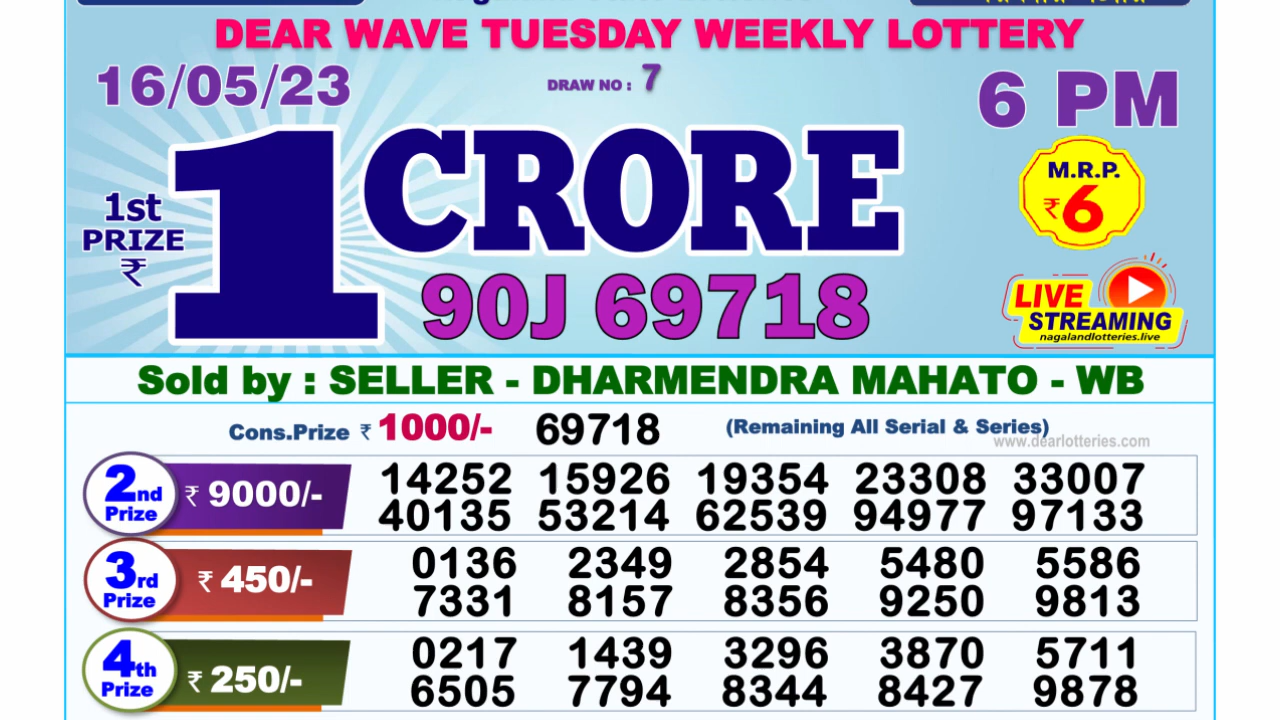 DEAR WAVE TUESDAY WEEKLY LOTTERY
16/05/23
DRAW NO : 7
6 PM
1st
PRIZE
₹
1 CRORE
M.R.P.
₹6
90J 69718
LIVE
STREAMING
nagalandlotteries.live
Sold by : SELLER - DHARMENDRA MAHATO - WB
Cons.Prize ₹ 1000/- 69718 (Remaining All Serial & Series)
www.dearlotteries.com
2nd Prize ₹ 9000/-
14252 15926 19354 23308 33007
40135 53214 62539 94977 97133
3rd Prize ₹ 450/-
0136 2349 2854 5480 5586
7331 8157 8356 9250 9813
4th Prize ₹ 250/-
0217 1439 3296 3870 5711
6505 7794 8344 8427 9878